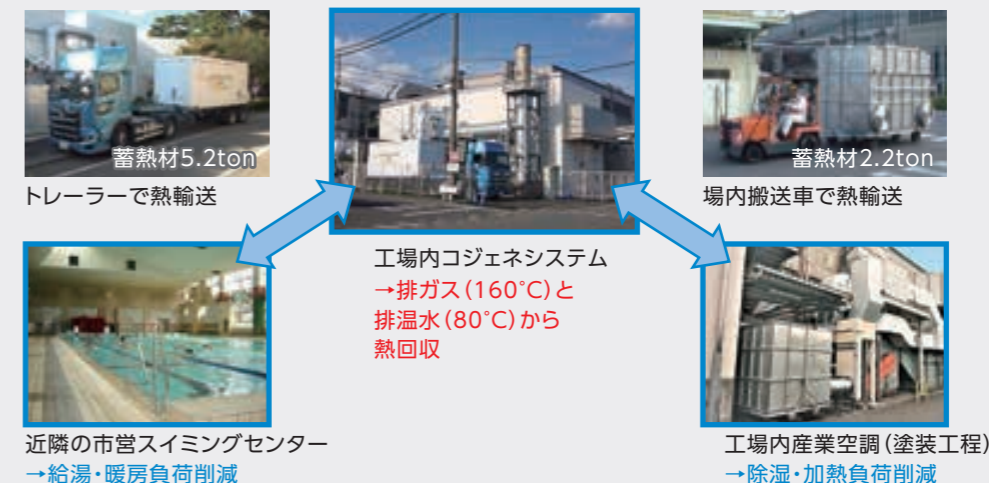 蓄熱材5.2ton
トレーラーで熱輸送
蓄熱材2.2ton
場内搬送車で熱輸送
工場内コジェネシステム
→排ガス(160℃)と
排温水(80℃)から
熱回収
近隣の市営スイミングセンター
→給湯・暖房負荷削減
工場内産業空調(塗装工程)
→除湿・加熱負荷削減